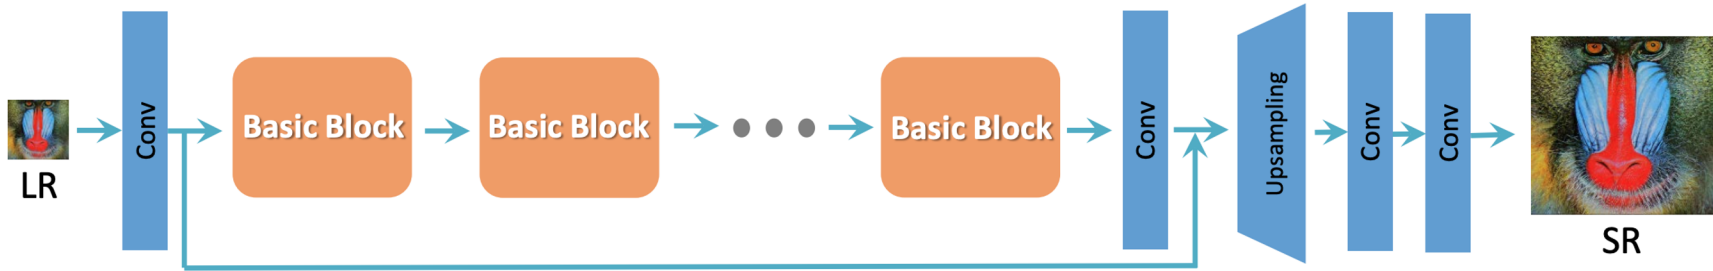 LR
Conv
Basic Block
Basic Block
Basic Block
Conv
Upsampling
Conv
Conv
SR